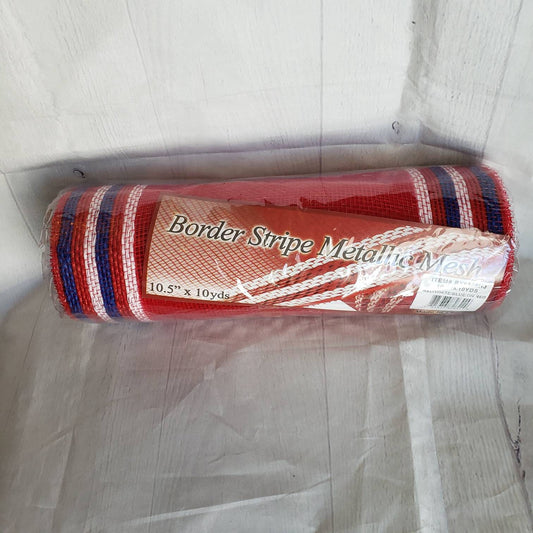 Border Stripe Metallic Mesh
10.5" x 10yds